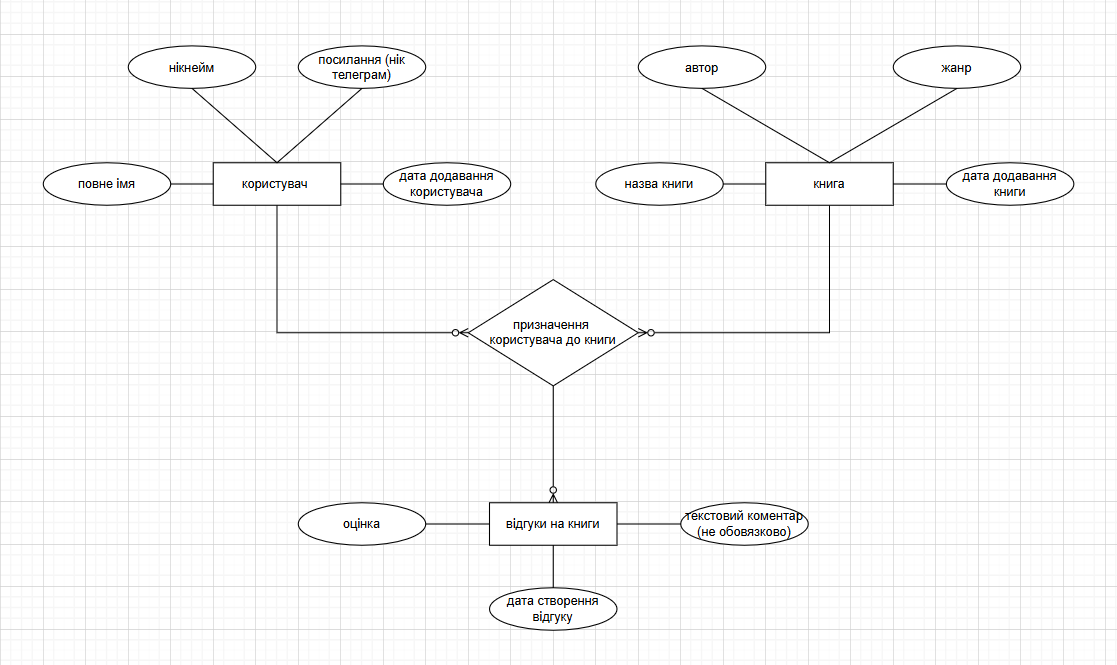 нікнейм
посилання (нік
телеграм)
автор
жанр
повне імя
користувач
дата додавання
користувача
назва книги
книга
дата додавання
книги
призначення
користувача до книги
оцінка
відгуки на книги
текстовий коментар
(не обовязково)
дата створення
відгуку